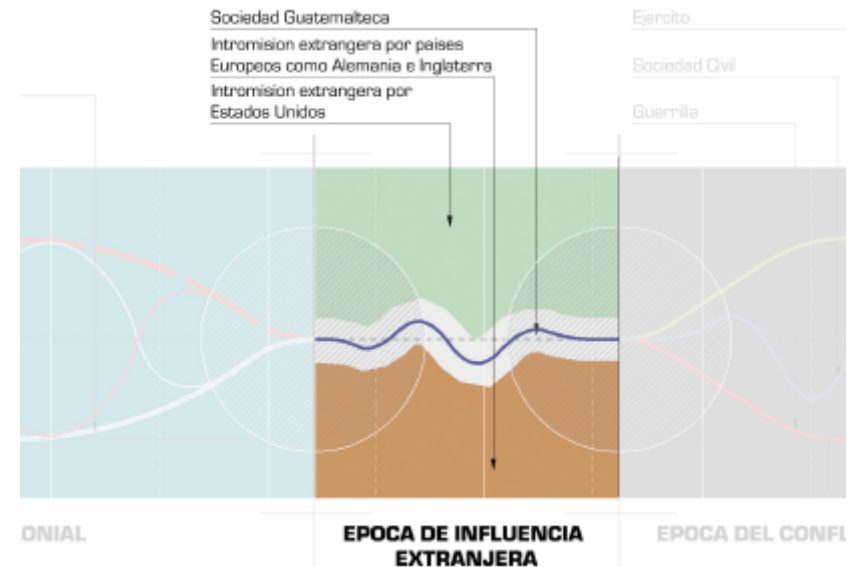 Sociedad Guatemalteca
Intromision extrangera por paises
Europeos como Alemania e Inglaterra
Intromision extrangera por
Estados Unidos
Ejercito
Sociedad Civil
Guerrilla
ONIAL
EPOCA DE INFLUENCIA
EXTRANJERA
EPOCA DEL CONFL